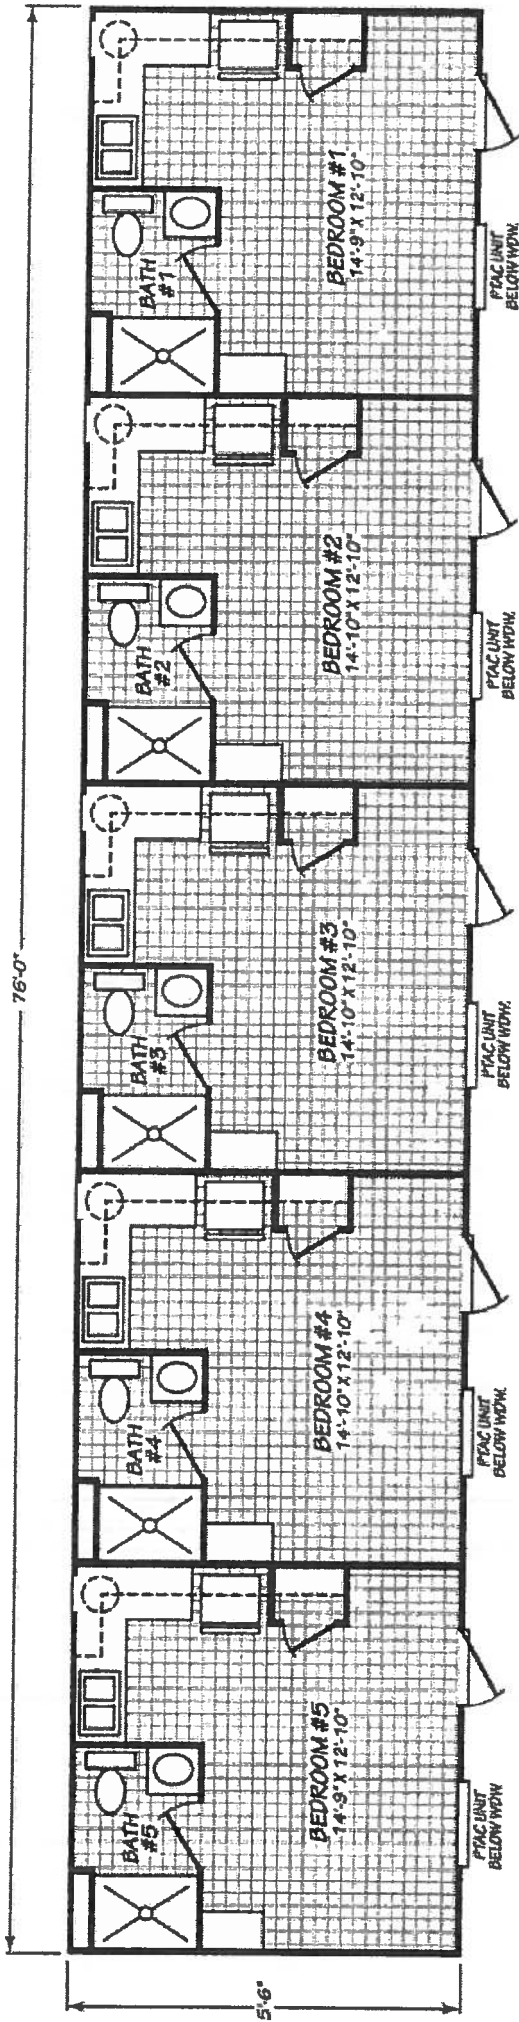 76'-0"
BATH
#5
BATH
#4
BATH
#3
BATH
#2
BATH
#1
5'-6"
BEDROOM #5
14'-9" X 12'-10"
BEDROOM #4
14'-10" X 12'-10"
BEDROOM #3
14'-10" X 12'-10"
BEDROOM #2
14'-10" X 12'-10"
BEDROOM #1
14'-9" X 12'-10"
PTAC UNIT
BELOW WDW.
PTAC UNIT
BELOW WDW.
PTAC UNIT
BELOW WDW.
PTAC UNIT
BELOW WDW.
PTAC UNIT
BELOW WDW.